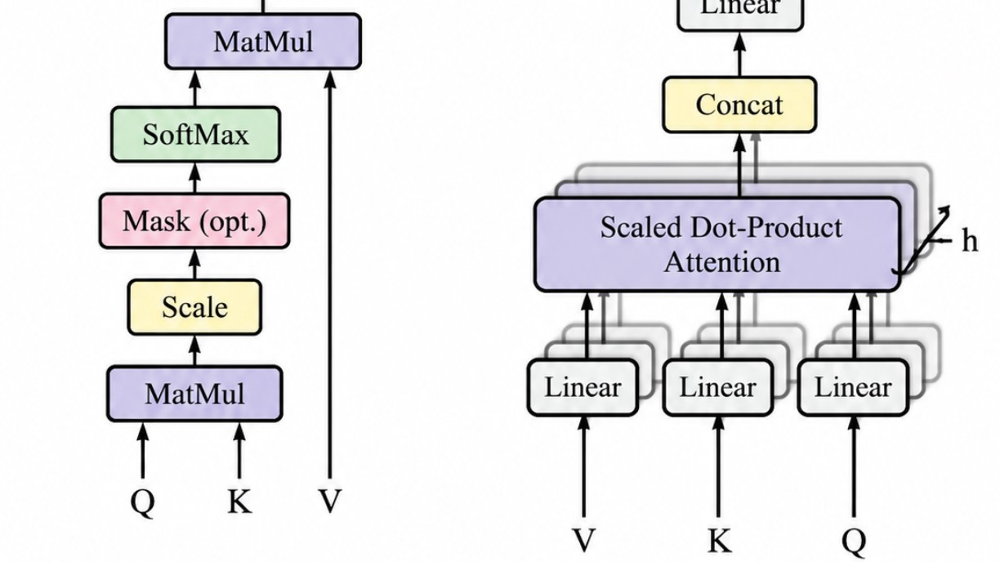 MatMul
SoftMax
Mask (opt.)
Scale
MatMul
Q K V
Linear
Concat
Scaled Dot-Product
Attention
h
Linear Linear Linear
V K Q